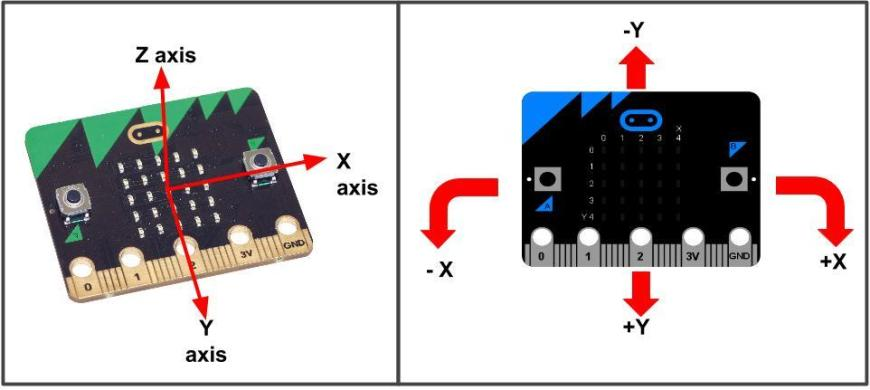 Z axis
X
axis
Y
axis
0
1
2
3V
GND
-Y
X
0 1 2 3 4
0
1
2
3
Y 4
B
A
0 1 2 3V GND
- X
+X
+Y